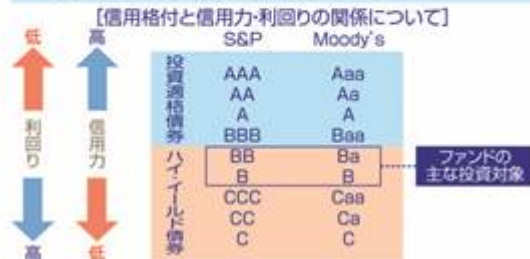 [信用格付と信用力・利回りの関係について]
低 高 S&P Moody's
投資適格債券
AAA Aaa
AA Aa
A A
BBB Baa
利回り 信用力
ハイ・イールド債券
BB Ba
B B
ファンドの
主な投資対象
CCC Caa
CC Ca
C C
高 低